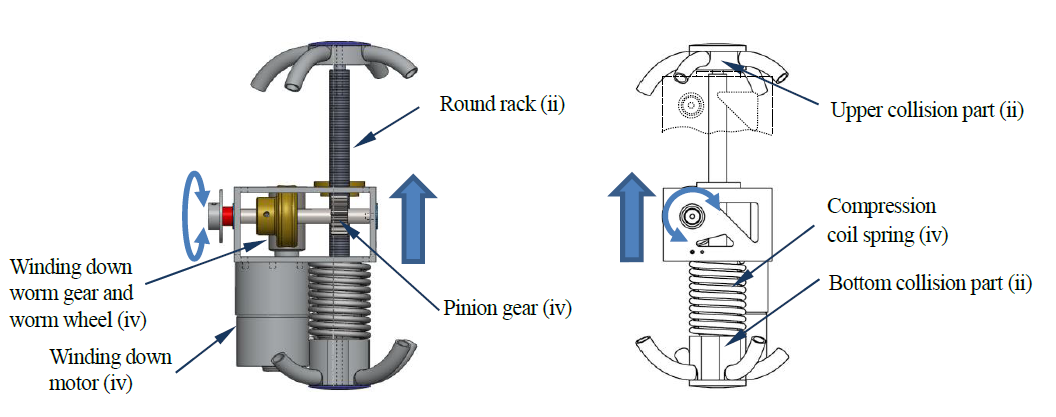 Round rack (ii)
Upper collision part (ii)
Compression
coil spring (iv)
Winding down
worm gear and
worm wheel (iv)
Pinion gear (iv)
Bottom collision part (ii)
Winding down
motor (iv)